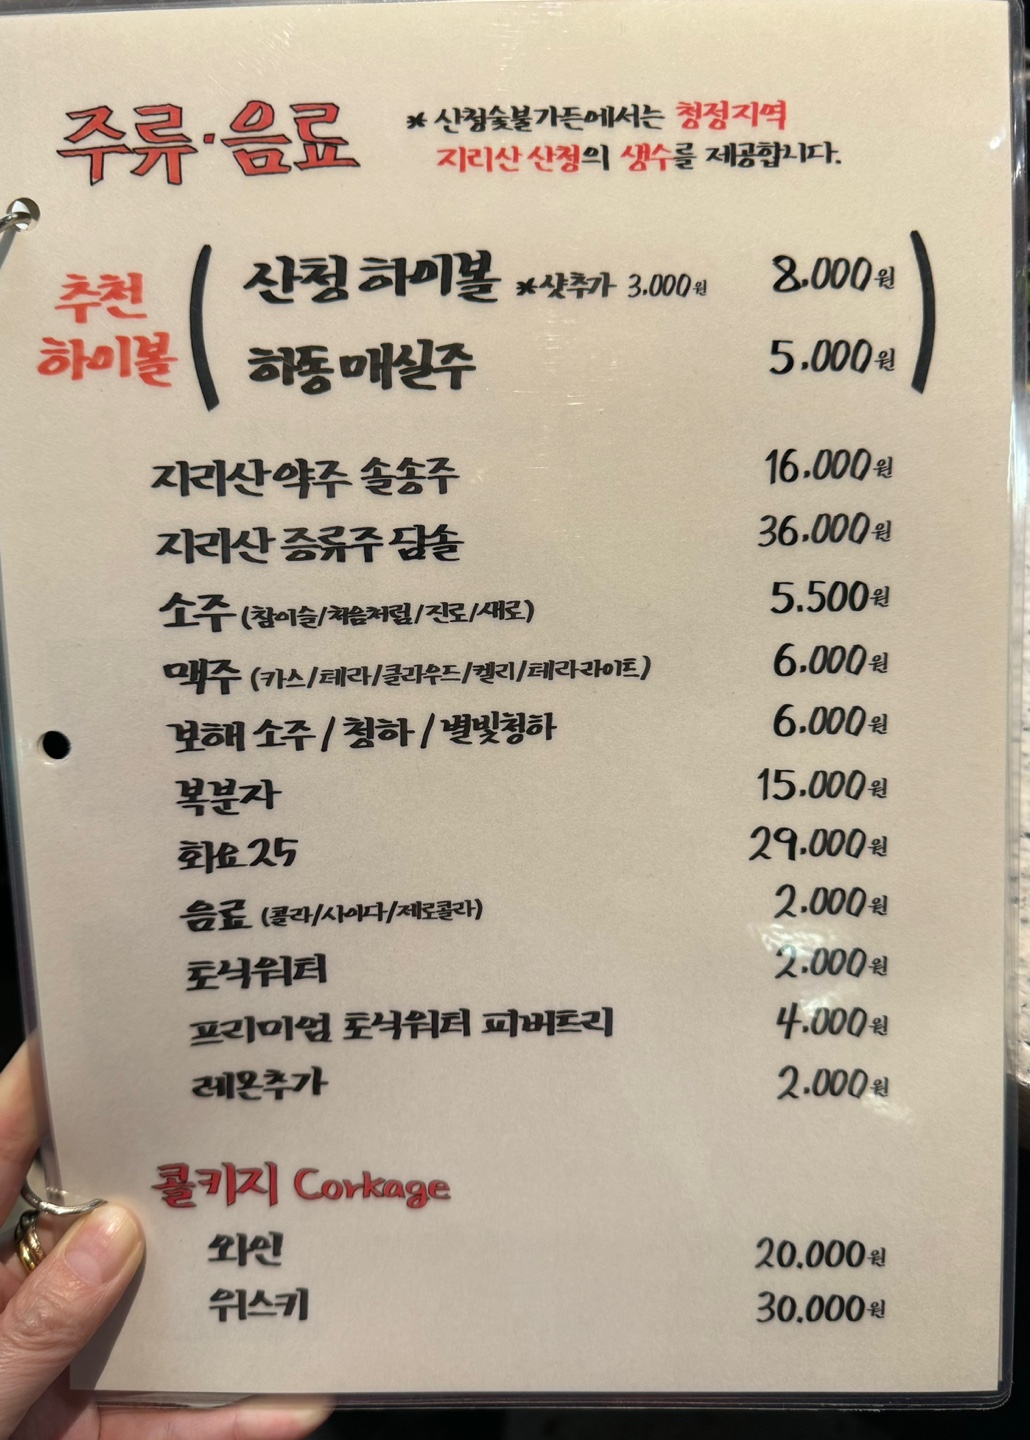 주류·음료
* 산청숯불가든에서는 청정지역
지리산 산청의 생수를 제공합니다.
추천
하이볼
산청 하이볼 *샷추가 3.000원 8.000원
하동 매실주 5.000원
지리산 약주 솔송주 16.000원
지리산 증류주 담솔 36.000원
소주 (참이슬/처음처럼/진로/새로) 5.500원
맥주 (카스/테라/클라우드/켈리/테라라이트) 6.000원
보해 소주 / 청하 / 별빛청하 6.000원
복분자 15.000원
화요25 29.000원
음료 (콜라/사이다/제로콜라) 2.000원
토닉워터 2.000원
프리미엄 토닉워터 피버트리 4.000원
레몬추가 2.000원
콜키지 Corkage
와인 20.000원
위스키 30.000원